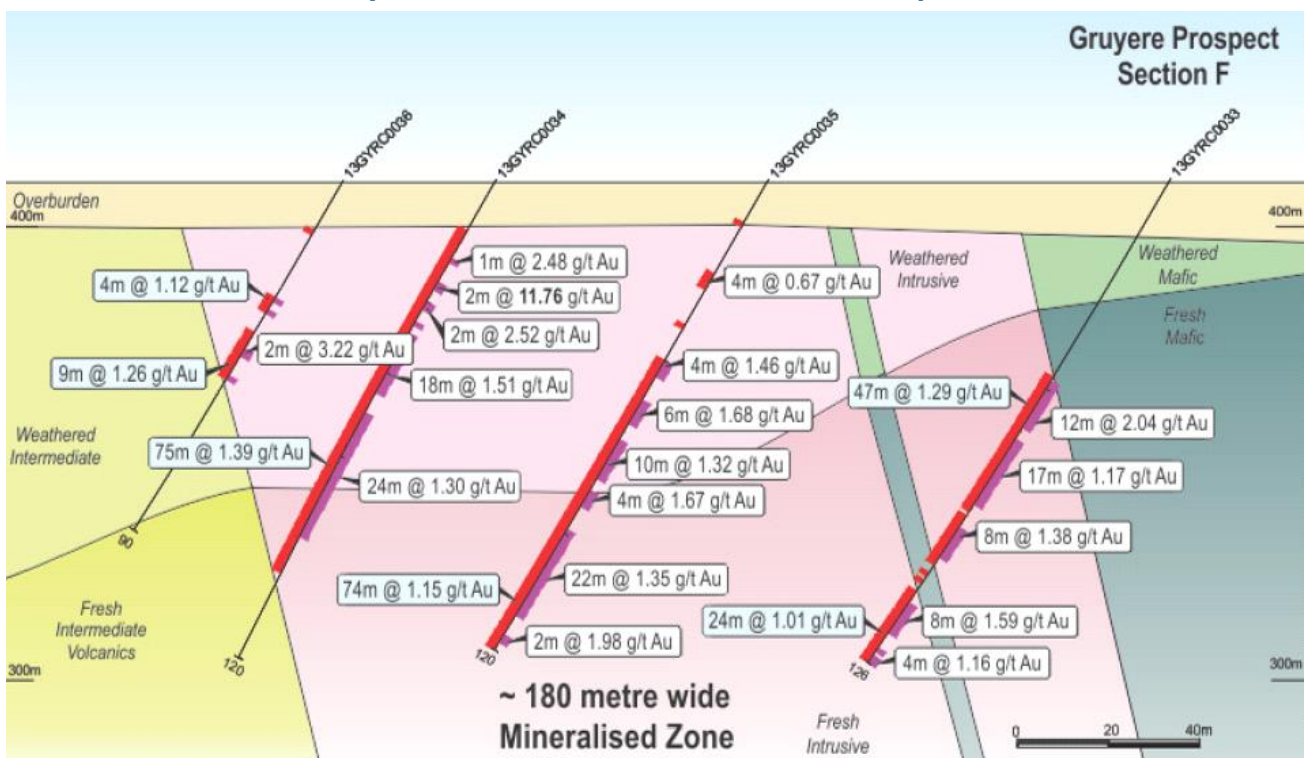 Gruyere Prospect
Section F
13GYRC0036
13GYRC0034
13GYRC0035
13GYRC0033
Overburden
400m
400m
Weathered
Intrusive
Weathered
Mafic
Fresh
Mafic
4m @ 1.12 g/t Au
2m @ 3.22 g/t Au
9m @ 1.26 g/t Au
1m @ 2.48 g/t Au
2m @ 11.76 g/t Au
2m @ 2.52 g/t Au
18m @ 1.51 g/t Au
75m @ 1.39 g/t Au
24m @ 1.30 g/t Au
4m @ 0.67 g/t Au
4m @ 1.46 g/t Au
6m @ 1.68 g/t Au
10m @ 1.32 g/t Au
4m @ 1.67 g/t Au
22m @ 1.35 g/t Au
74m @ 1.15 g/t Au
2m @ 1.98 g/t Au
47m @ 1.29 g/t Au
12m @ 2.04 g/t Au
17m @ 1.17 g/t Au
8m @ 1.38 g/t Au
24m @ 1.01 g/t Au
8m @ 1.59 g/t Au
4m @ 1.16 g/t Au
Weathered
Intermediate
90
Fresh
Intermediate
Volcanics
120
120
126
300m
300m
~ 180 metre wide
Mineralised Zone
Fresh
Intrusive
0 20 40m